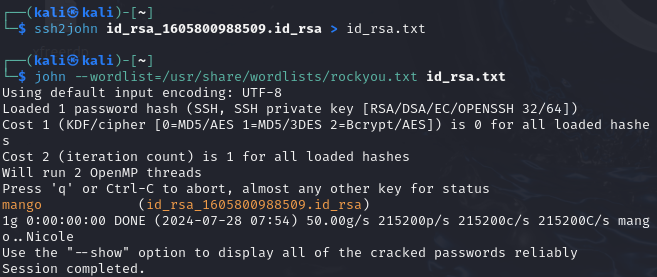 ┌──(kali㉿kali)-[~]
└─$ ssh2john id_rsa_1605800988509.id_rsa > id_rsa.txt
┌──(kali㉿kali)-[~]
└─$ john --wordlist=/usr/share/wordlists/rockyou.txt id_rsa.txt
Using default input encoding: UTF-8
Loaded 1 password hash (SSH, SSH private key [RSA/DSA/EC/OPENSSH 32/64])
Cost 1 (KDF/cipher [0=MD5/AES 1=MD5/3DES 2=Bcrypt/AES]) is 0 for all loaded hashe
s
Cost 2 (iteration count) is 1 for all loaded hashes
Will run 2 OpenMP threads
Press 'q' or Ctrl-C to abort, almost any other key for status
mango            (id_rsa_1605800988509.id_rsa)
1g 0:00:00:00 DONE (2024-07-28 07:54) 50.00g/s 215200p/s 215200c/s 215200C/s mang
o..Nicole
Use the "--show" option to display all of the cracked passwords reliably
Session completed.